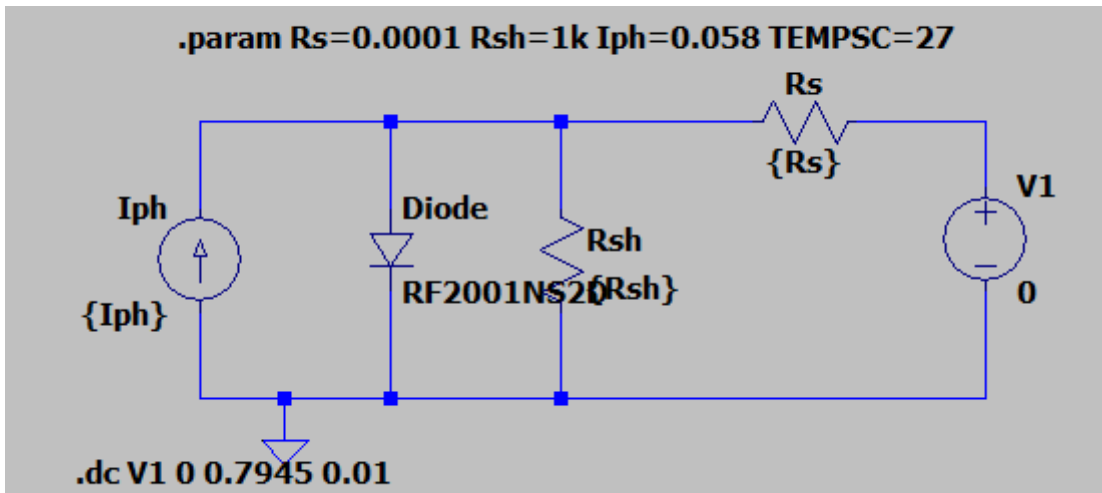 .param Rs=0.0001 Rsh=1k Iph=0.058 TEMPSC=27
Rs
{Rs}
Iph
{Iph}
Diode
RF2001NS2D
Rsh
{Rsh}
V1
0
.dc V1 0 0.7945 0.01